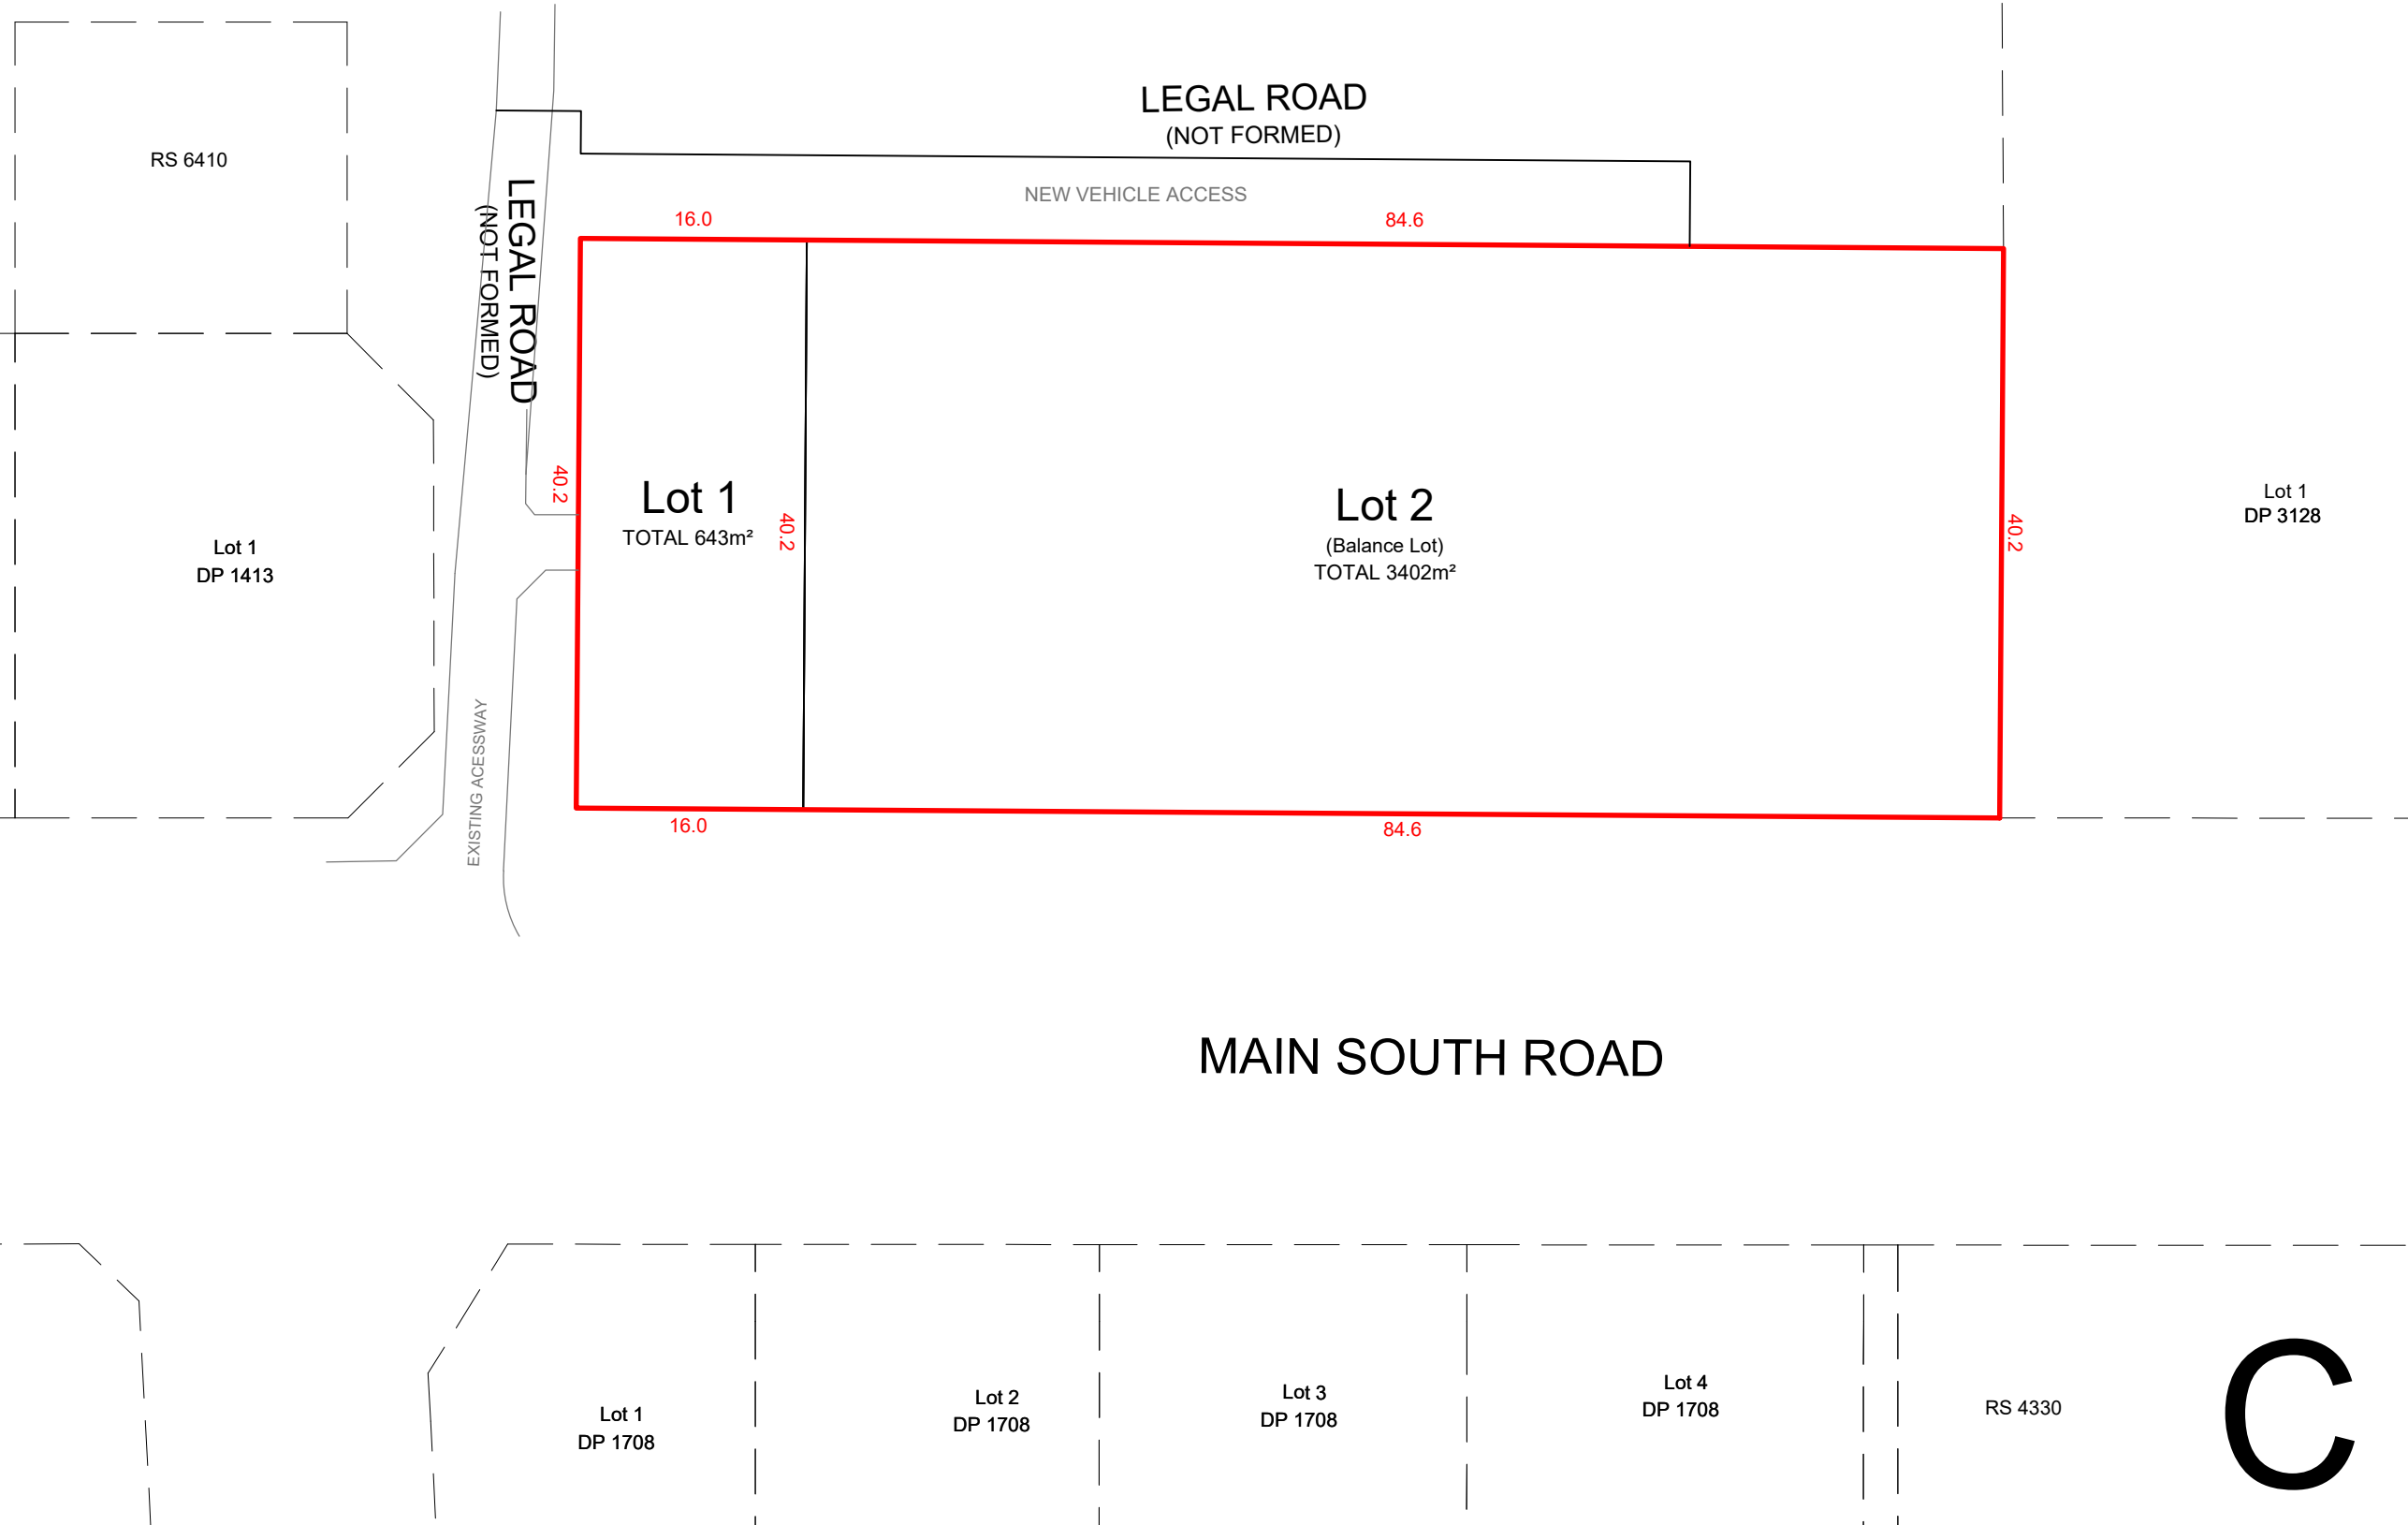 LEGAL ROAD
(NOT FORMED)
RS 6410
NEW VEHICLE ACCESS
LEGAL ROAD
(NOT FORMED)
16.0
84.6
40.2
Lot 1
TOTAL 643m²
40.2
Lot 2
(Balance Lot)
TOTAL 3402m²
40.2
Lot 1
DP 3128
Lot 1
DP 1413
EXISTING ACESSWAY
16.0
84.6
MAIN SOUTH ROAD
Lot 1
DP 1708
Lot 2
DP 1708
Lot 3
DP 1708
Lot 4
DP 1708
RS 4330
C